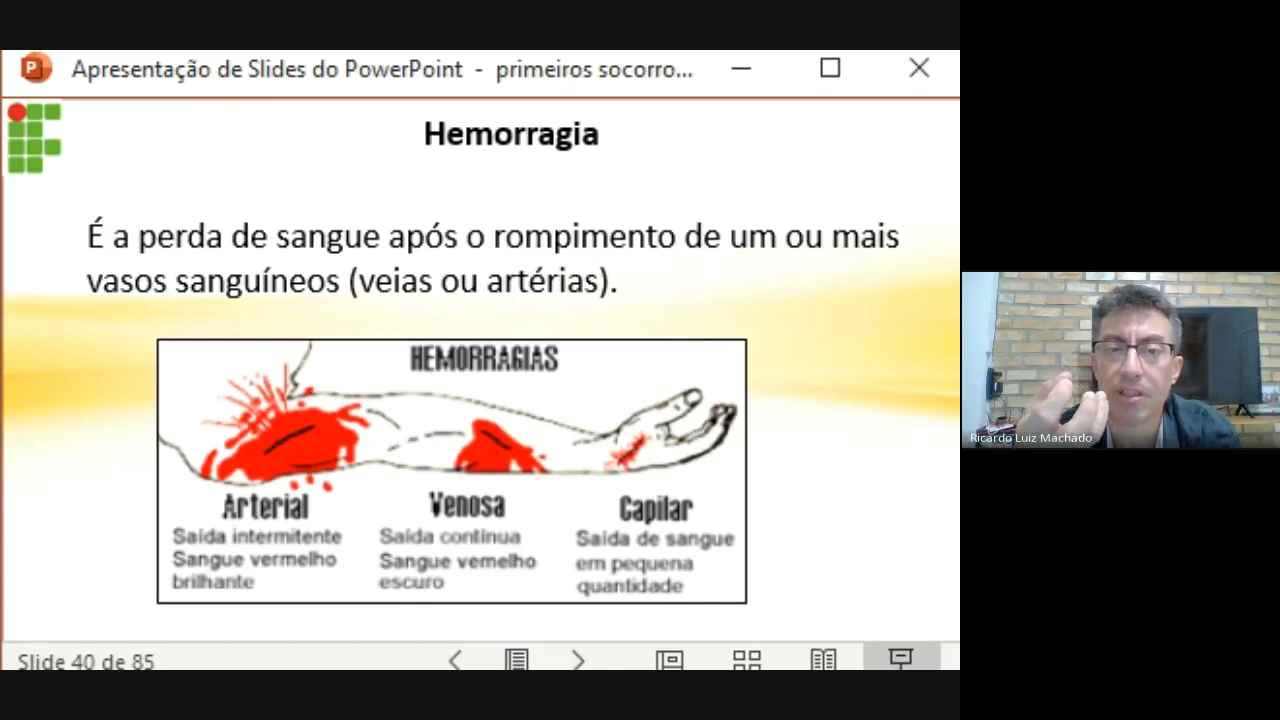 Apresentação de Slides do PowerPoint - primeiros socorro...
Hemorragia
É a perda de sangue após o rompimento de um ou mais
vasos sanguíneos (veias ou artérias).
HEMORRAGIAS
Arterial
Saída intermitente
Sangue vermelho
brilhante
Venosa
Saída contínua
Sangue vemelho
escuro
Capilar
Saída de sangue
em pequena
quantidade
Slide 40 de 85
Ricardo Luiz Machado